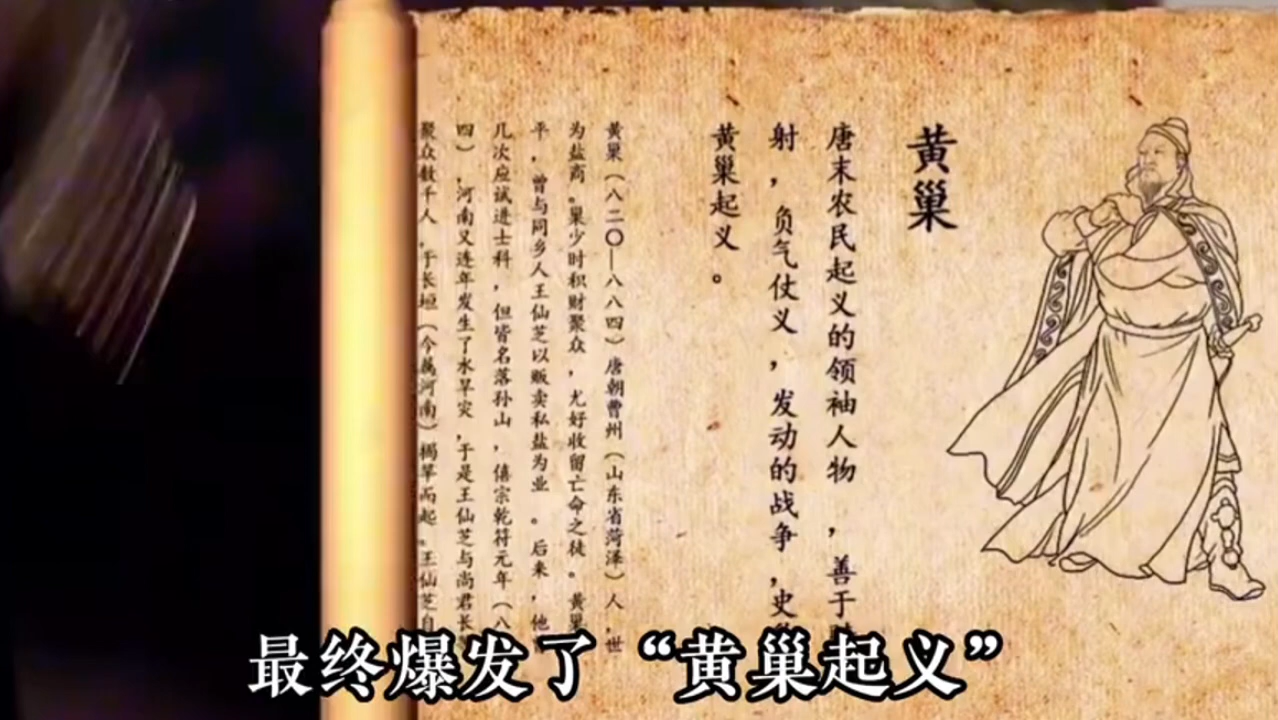 黄巢
唐末农民起义的领袖人物，善于
射，负气仗义，发动的战争，史
黄巢起义。
黄巢（八二〇—八八四）唐朝曹州（山东省菏泽）人，世
为盐商。巢少时积财聚众，尤好收留亡命之徒。黄巢
平，曾与同乡人王仙芝以贩卖私盐为业。后来，他
几次应试进士科，但皆名落孙山，僖宗乾符元年（八
四），河南又连年发生了水旱灾，于是王仙芝与尚君长
聚众数千人，于长垣（今属河南）揭竿而起。王仙芝自
最终爆发了“黄巢起义”